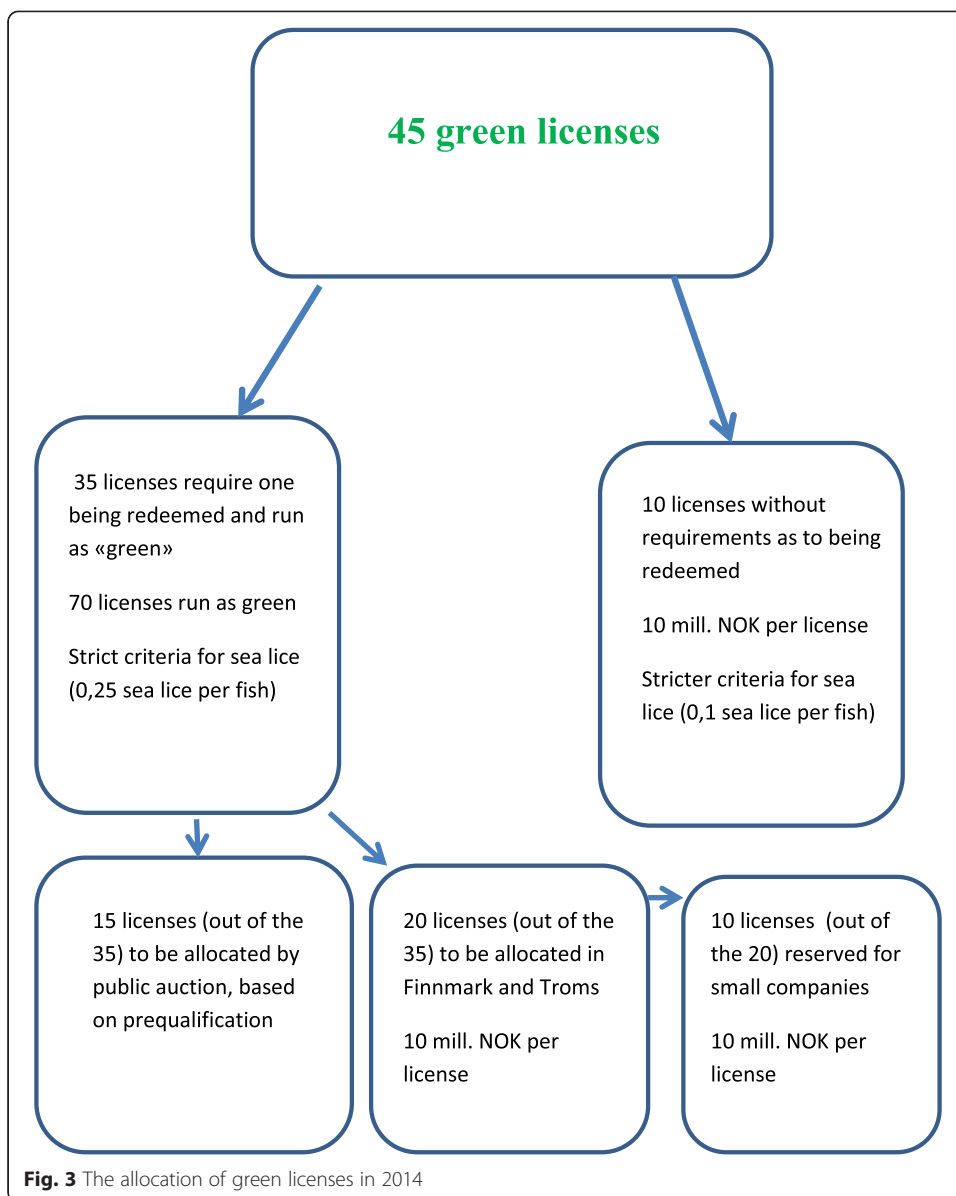 45 green licenses
35 licenses require one
being redeemed and run
as «green»
70 licenses run as green
Strict criteria for sea lice
(0,25 sea lice per fish)
10 licenses without
requirements as to being
redeemed
10 mill. NOK per license
Stricter criteria for sea
lice (0,1 sea lice per fish)
15 licenses (out of the
35) to be allocated by
public auction, based
on prequalification
20 licenses (out of the
35) to be allocated in
Finnmark and Troms
10 mill. NOK per
license
10 licenses (out of
the 20) reserved for
small companies
10 mill. NOK per
license
Fig. 3 The allocation of green licenses in 2014